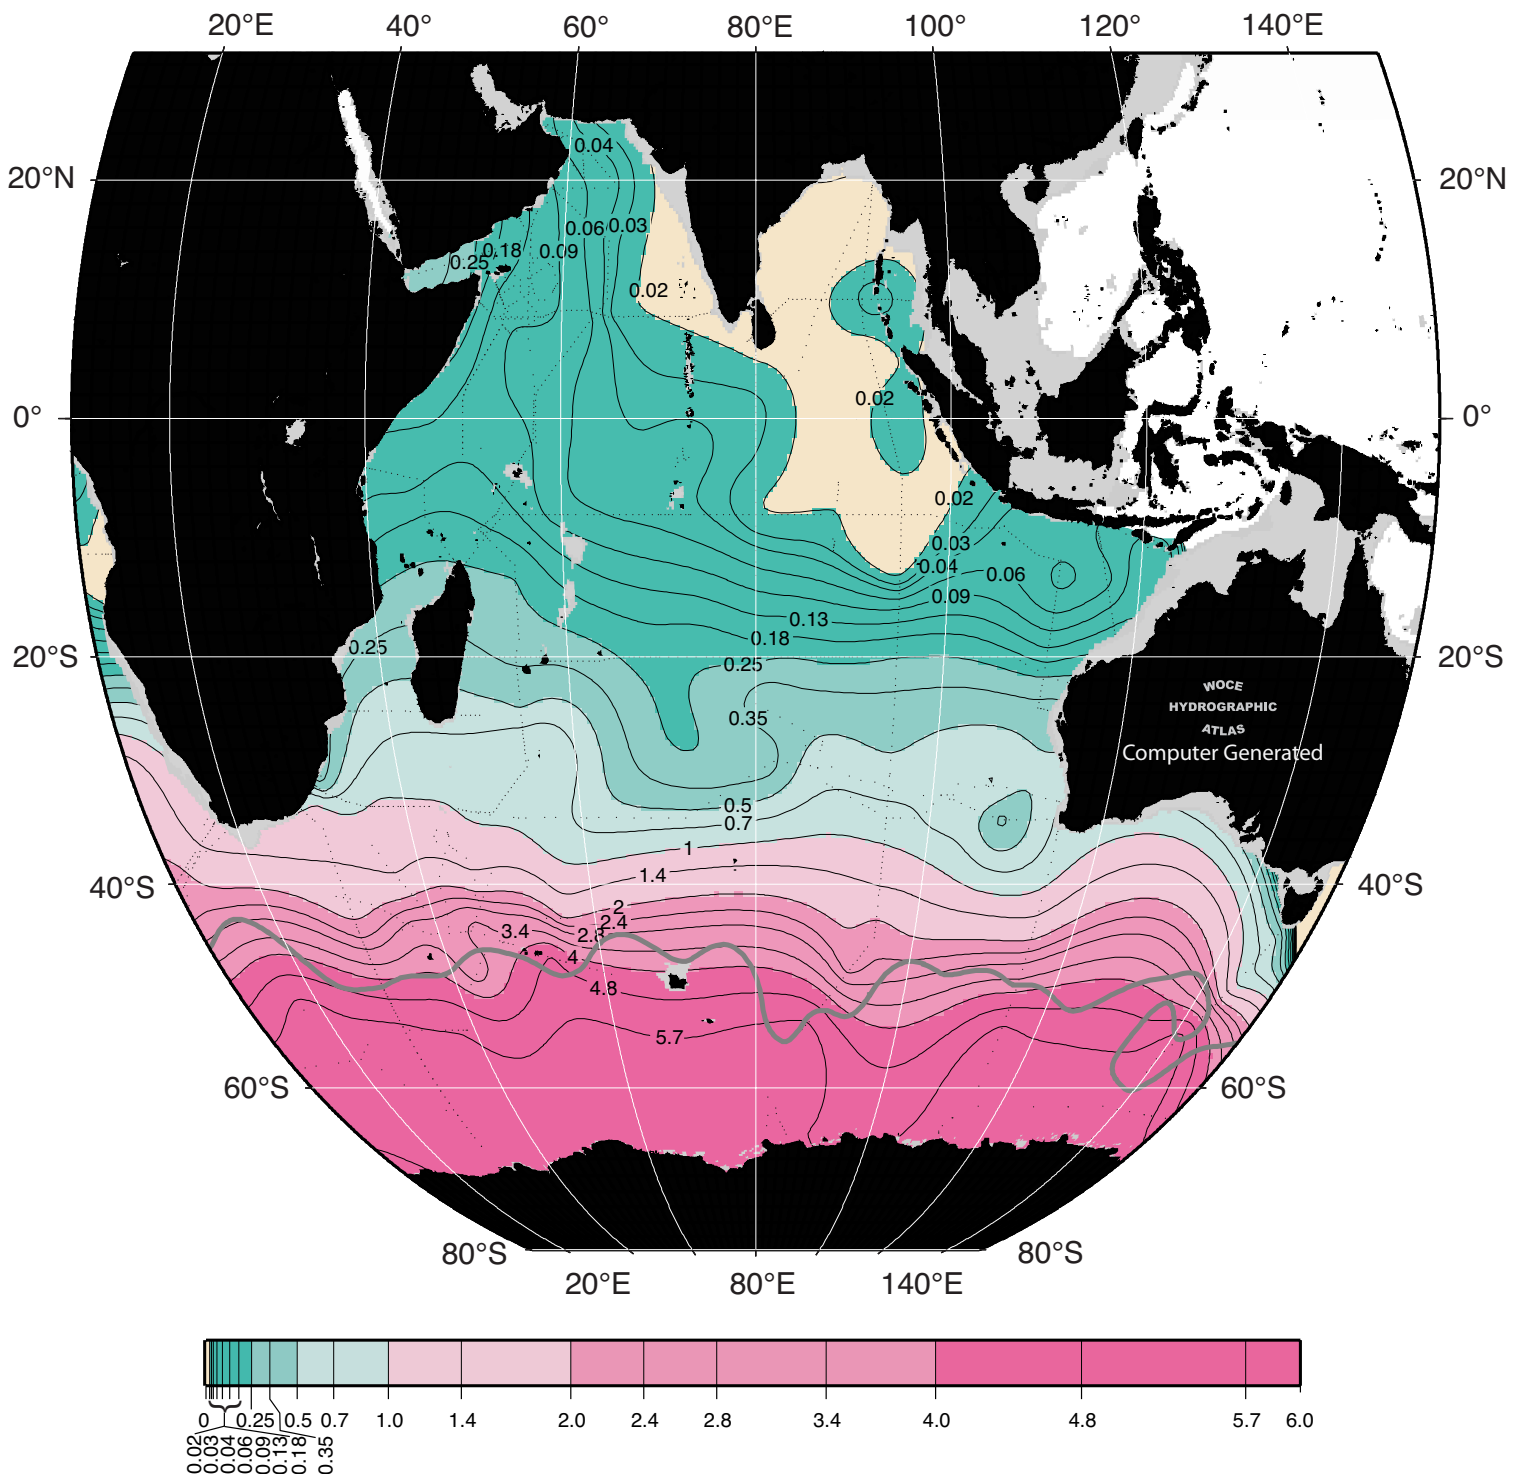 20°E 40° 60° 80°E 100° 120° 140°E
0.04
20°N 20°N
0.06 0.03
0.18 0.09
0.25
0.02
0.02
0° 0°
0.02
0.03
0.04
0.06
0.09
0.13
0.18
0.25
0.25
20°S 20°S
WOCE
HYDROGRAPHIC
ATLAS
Computer Generated
0.35
0.5
0.7
1
1.4
40°S 40°S
2
2.4
2.8
3.4
4
4.8
5.7
60°S 60°S
80°S 80°S
20°E 80°E 140°E
0 0.25 0.5 0.7 1.0 1.4 2.0 2.4 2.8 3.4 4.0 4.8 5.7 6.0
0.02 0.03 0.04 0.06 0.09 0.13 0.18 0.35